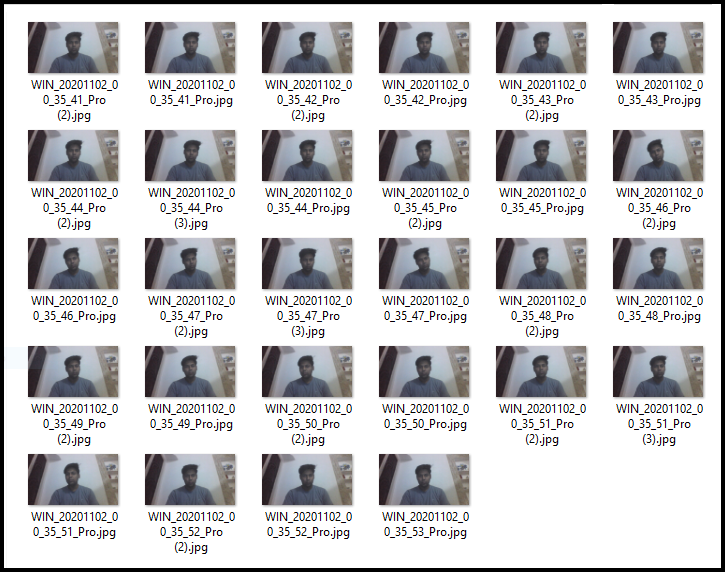 WIN_20201102_00_35_41_Pro (2).jpg
WIN_20201102_00_35_41_Pro.jpg
WIN_20201102_00_35_42_Pro (2).jpg
WIN_20201102_00_35_42_Pro.jpg
WIN_20201102_00_35_43_Pro (2).jpg
WIN_20201102_00_35_43_Pro.jpg
WIN_20201102_00_35_44_Pro (2).jpg
WIN_20201102_00_35_44_Pro (3).jpg
WIN_20201102_00_35_44_Pro.jpg
WIN_20201102_00_35_45_Pro (2).jpg
WIN_20201102_00_35_45_Pro.jpg
WIN_20201102_00_35_46_Pro (2).jpg
WIN_20201102_00_35_46_Pro.jpg
WIN_20201102_00_35_47_Pro (2).jpg
WIN_20201102_00_35_47_Pro (3).jpg
WIN_20201102_00_35_47_Pro.jpg
WIN_20201102_00_35_48_Pro (2).jpg
WIN_20201102_00_35_48_Pro.jpg
WIN_20201102_00_35_49_Pro (2).jpg
WIN_20201102_00_35_49_Pro.jpg
WIN_20201102_00_35_50_Pro (2).jpg
WIN_20201102_00_35_50_Pro.jpg
WIN_20201102_00_35_51_Pro (2).jpg
WIN_20201102_00_35_51_Pro (3).jpg
WIN_20201102_00_35_51_Pro.jpg
WIN_20201102_00_35_52_Pro (2).jpg
WIN_20201102_00_35_52_Pro.jpg
WIN_20201102_00_35_53_Pro.jpg